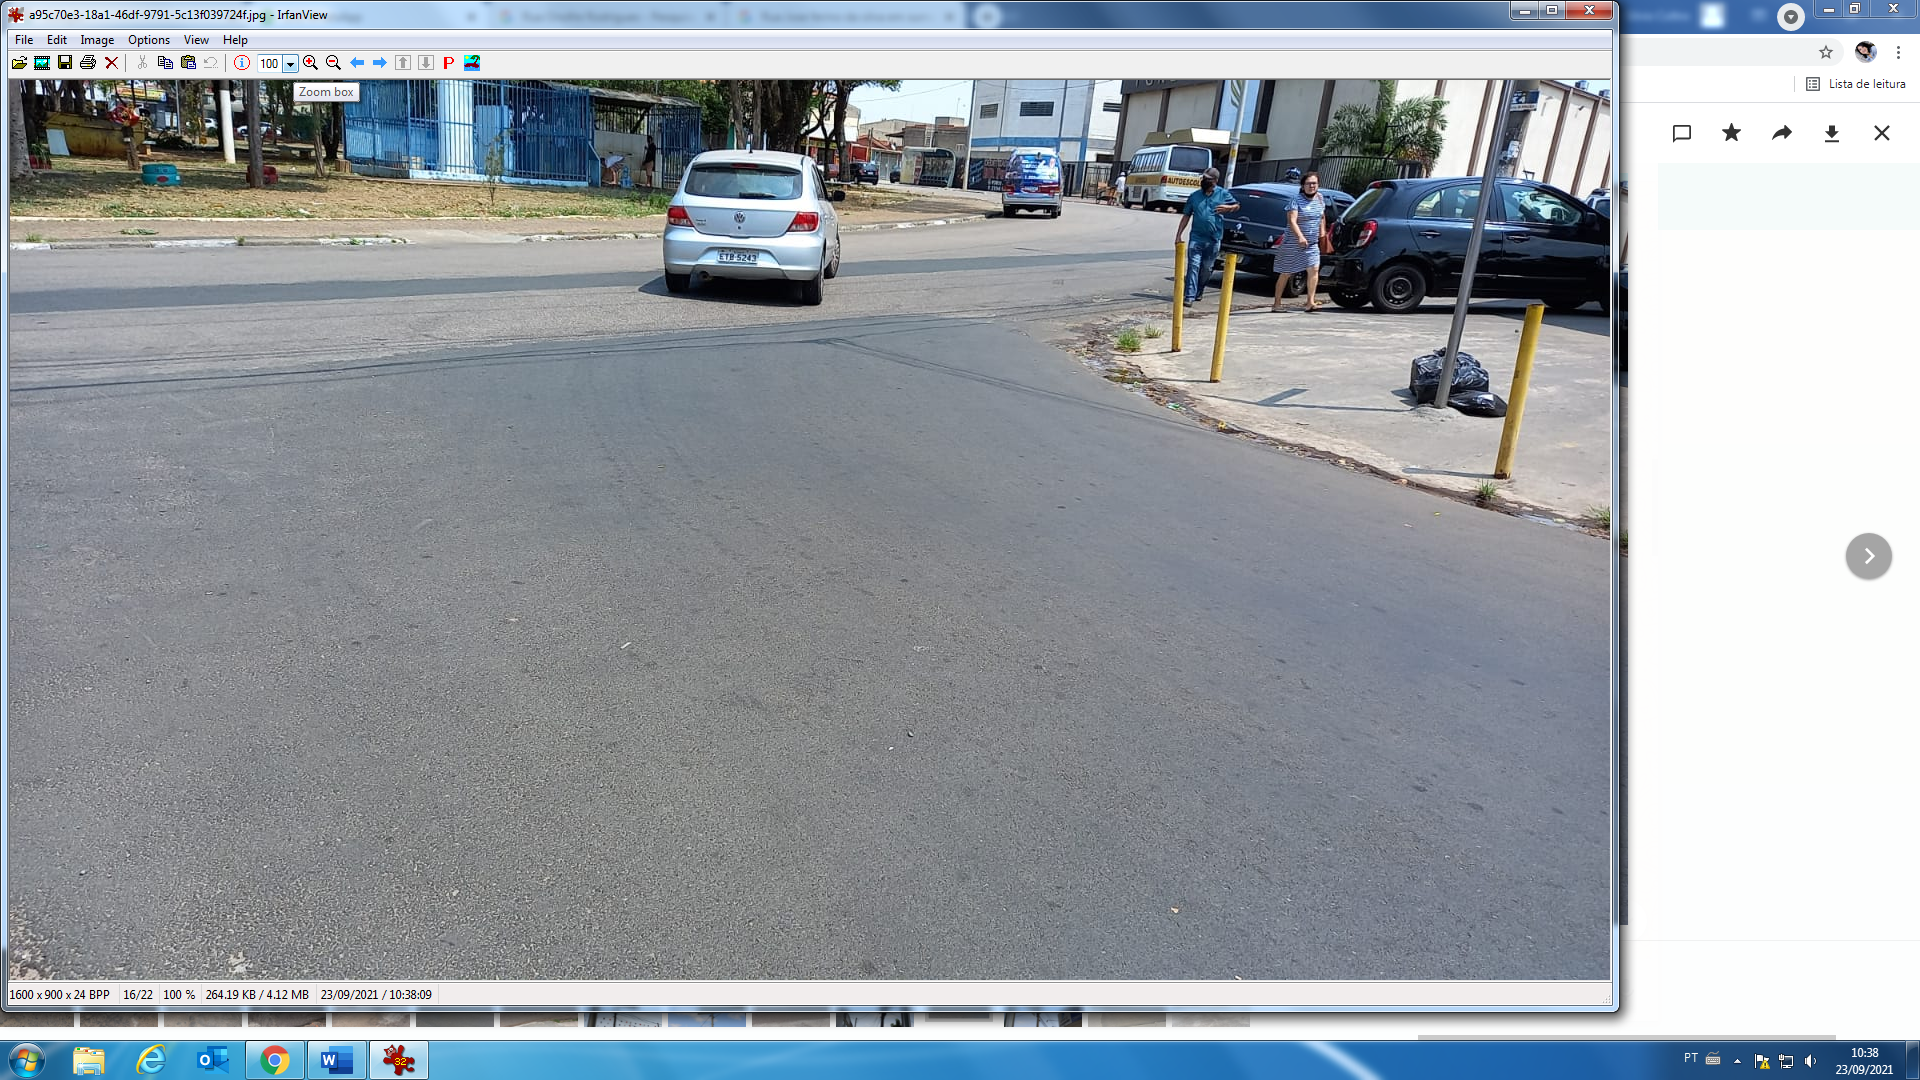 a95c70e3-18a1-46df-9791-5c13f039724f.jpg - IrfanView
File Edit Image Options View Help
100
P
Zoom box
Lista de leitura
AUTOESCOL
ETB-5243
1600 x 900 x 24 BPP 16/22 100 % 264.19 KB / 4.12 MB 23/09/2021 / 10:38:09
PT
10:38
23/09/2021